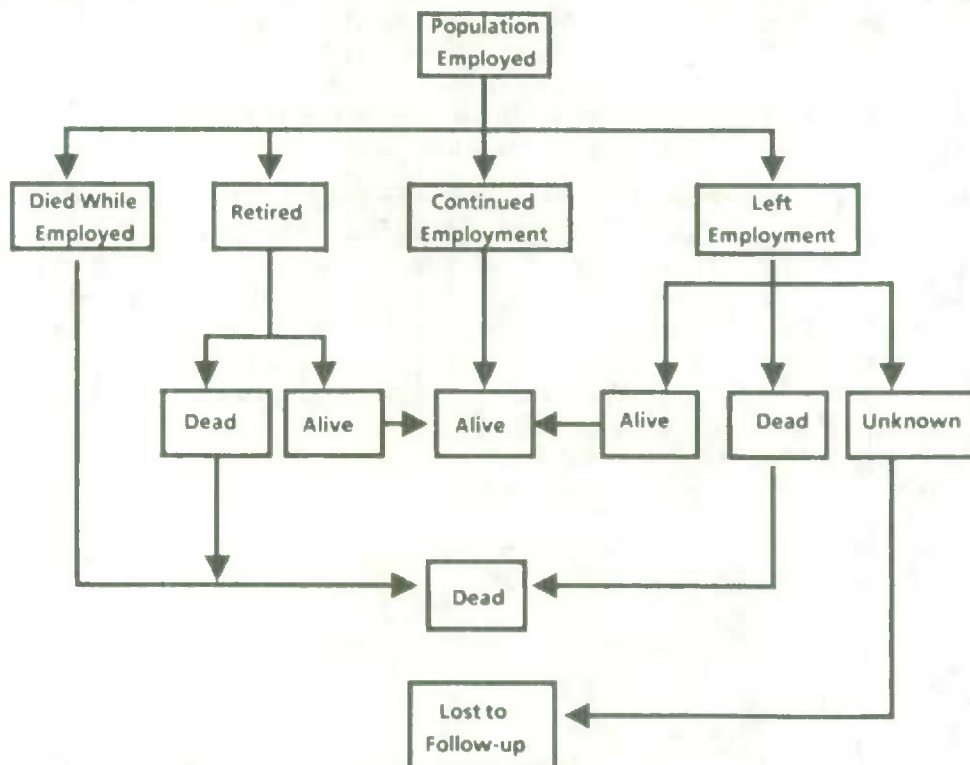 Population
Employed
Died While
Employed
Retired
Continued
Employment
Left
Employment
Dead
Alive
Alive
Alive
Dead
Unknown
Dead
Lost to
Follow-up